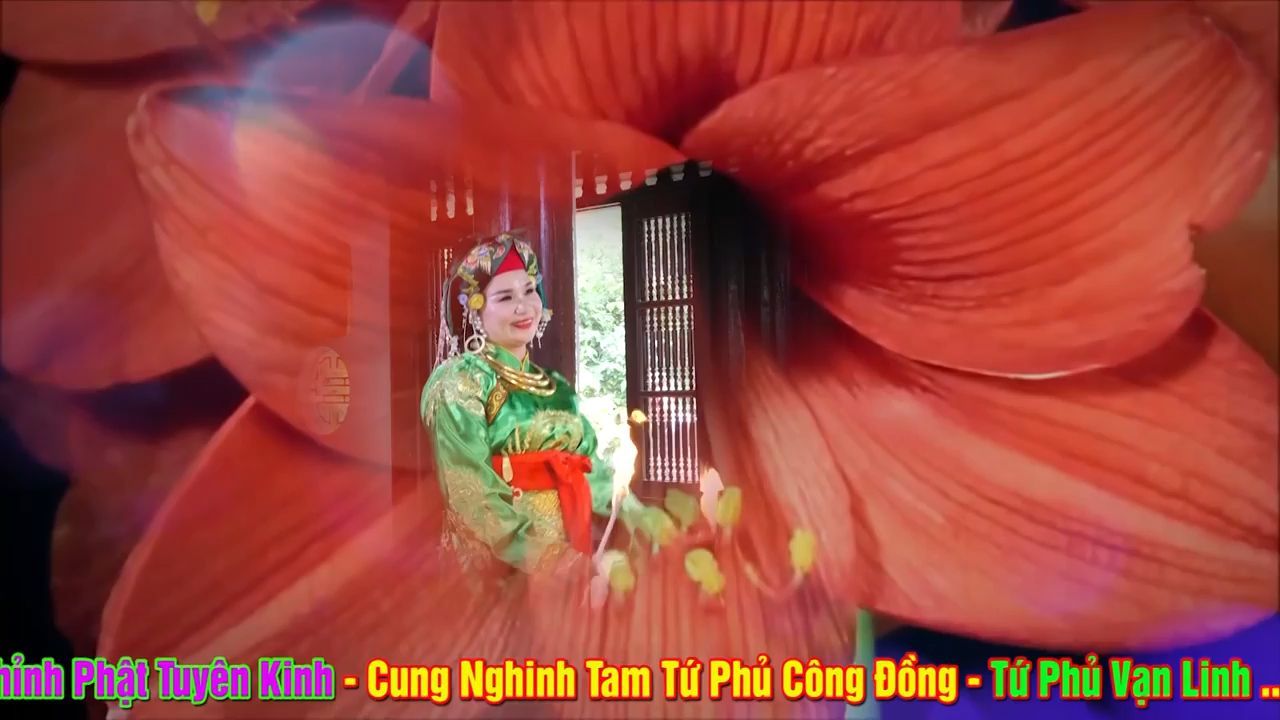 hỉnh Phật Tuyên Kinh - Cung Nghinh Tam Tứ Phủ Công Đồng - Tứ Phủ Vạn Linh ..